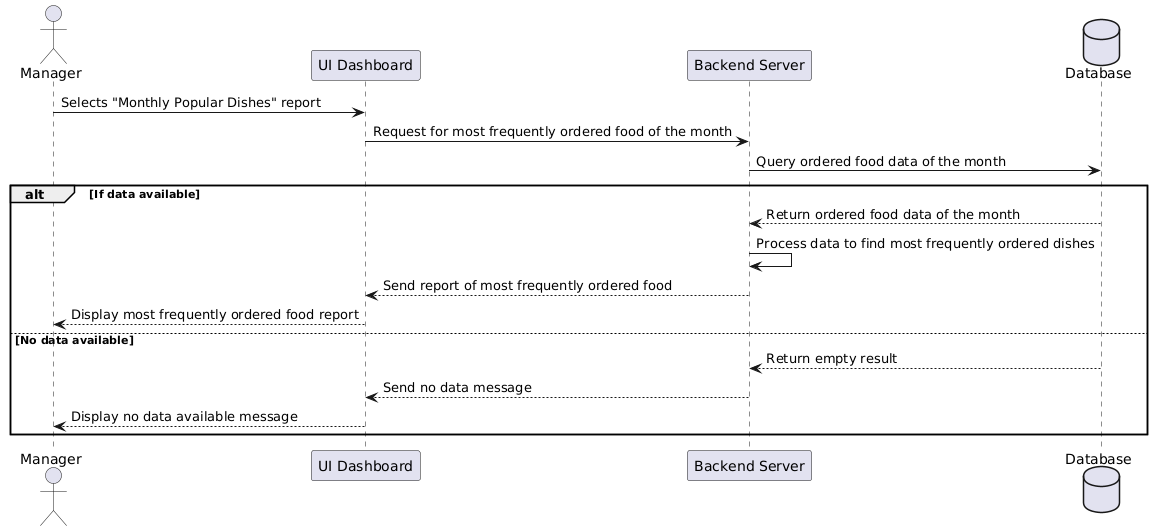 Manager
UI Dashboard
Backend Server
Database
Selects "Monthly Popular Dishes" report
Request for most frequently ordered food of the month
Query ordered food data of the month
alt
[If data available]
Return ordered food data of the month
Process data to find most frequently ordered dishes
Send report of most frequently ordered food
Display most frequently ordered food report
[No data available]
Return empty result
Send no data message
Display no data available message
Manager
UI Dashboard
Backend Server
Database